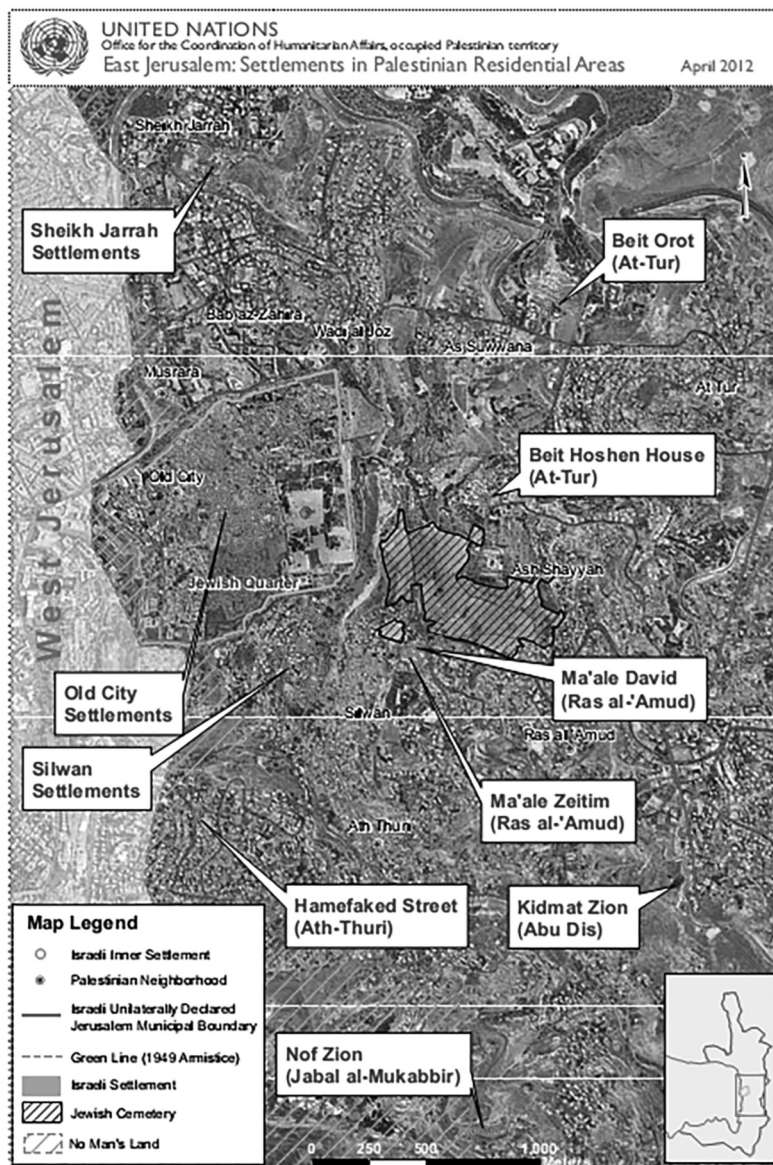 UNITED NATIONS
Office for the Coordination of Humanitarian Affairs, occupied Palestinian territory
East Jerusalem: Settlements in Palestinian Residential Areas April 2012
Sheikh Jarrah
Sheikh Jarrah
Settlements
Beit Orot
(At-Tur)
Bab az-Zahira
Wadi al Joz
As Suwwana
Musrara
At Tur
West Jerusalem
Beit Hoshen House
(At-Tur)
Old City
Ash Shayyah
Jewish Quarter
Old City
Settlements
Ma'ale David
(Ras al-'Amud)
Silwan
Ras al 'Amud
Silwan
Settlements
Ma'ale Zeitim
(Ras al-'Amud)
Ath Thuri
Hamefaked Street
(Ath-Thuri)
Kidmat Zion
(Abu Dis)
Map Legend
Israeli Inner Settlement
Palestinian Neighborhood
Israeli Unilaterally Declared
Jerusalem Municipal Boundary
Green Line (1949 Armistice)
Israeli Settlement
Jewish Cemetery
No Man's Land
Nof Zion
(Jabal al-Mukabbir)
0 250 500 1,000
Meters